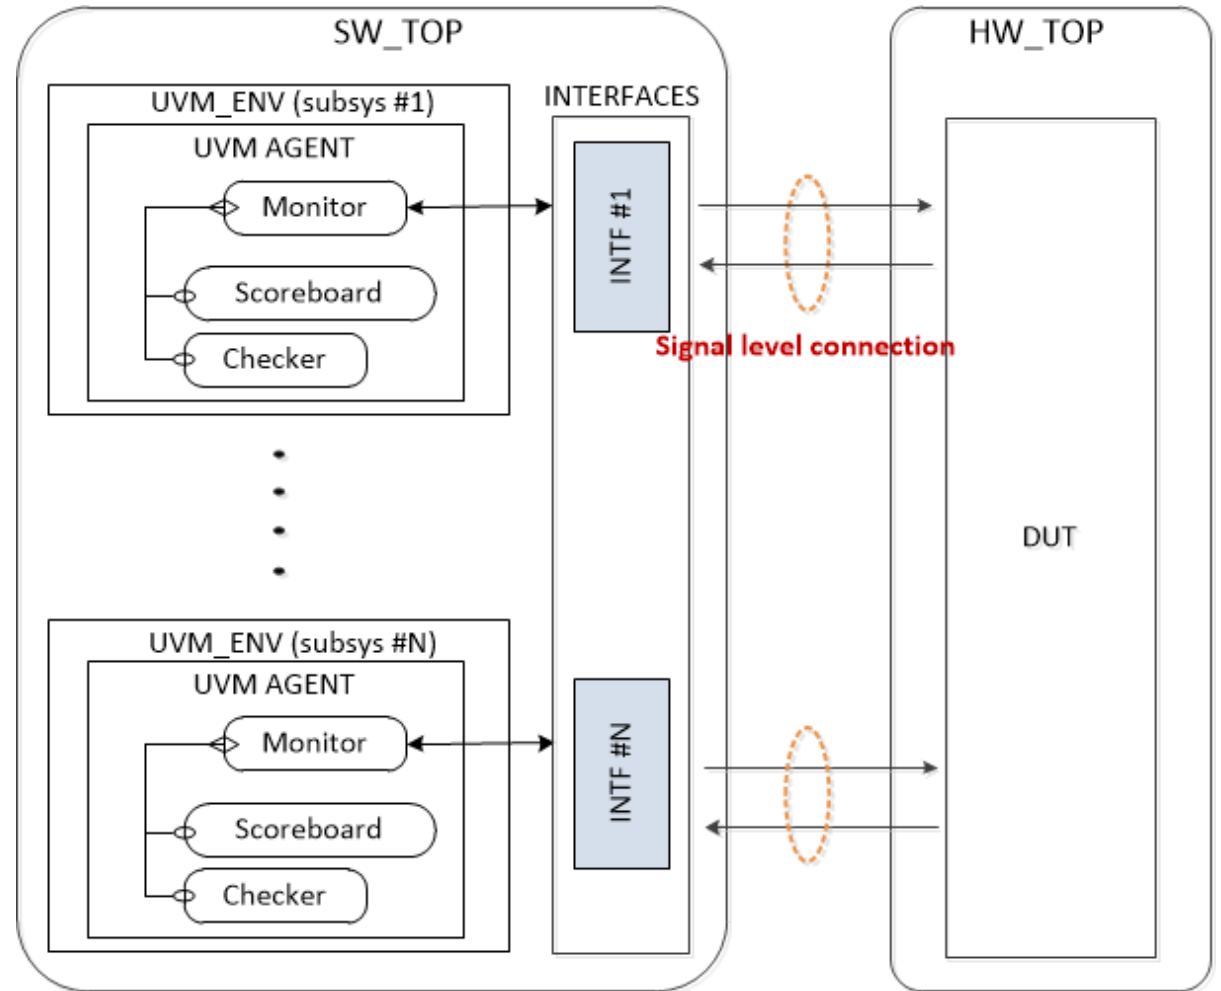 SW_TOP
HW_TOP
UVM_ENV (subsys #1)
INTERFACES
UVM AGENT
Monitor
Scoreboard
Checker
INTF #1
Signal level connection
DUT
UVM_ENV (subsys #N)
UVM AGENT
Monitor
Scoreboard
Checker
INTF #N